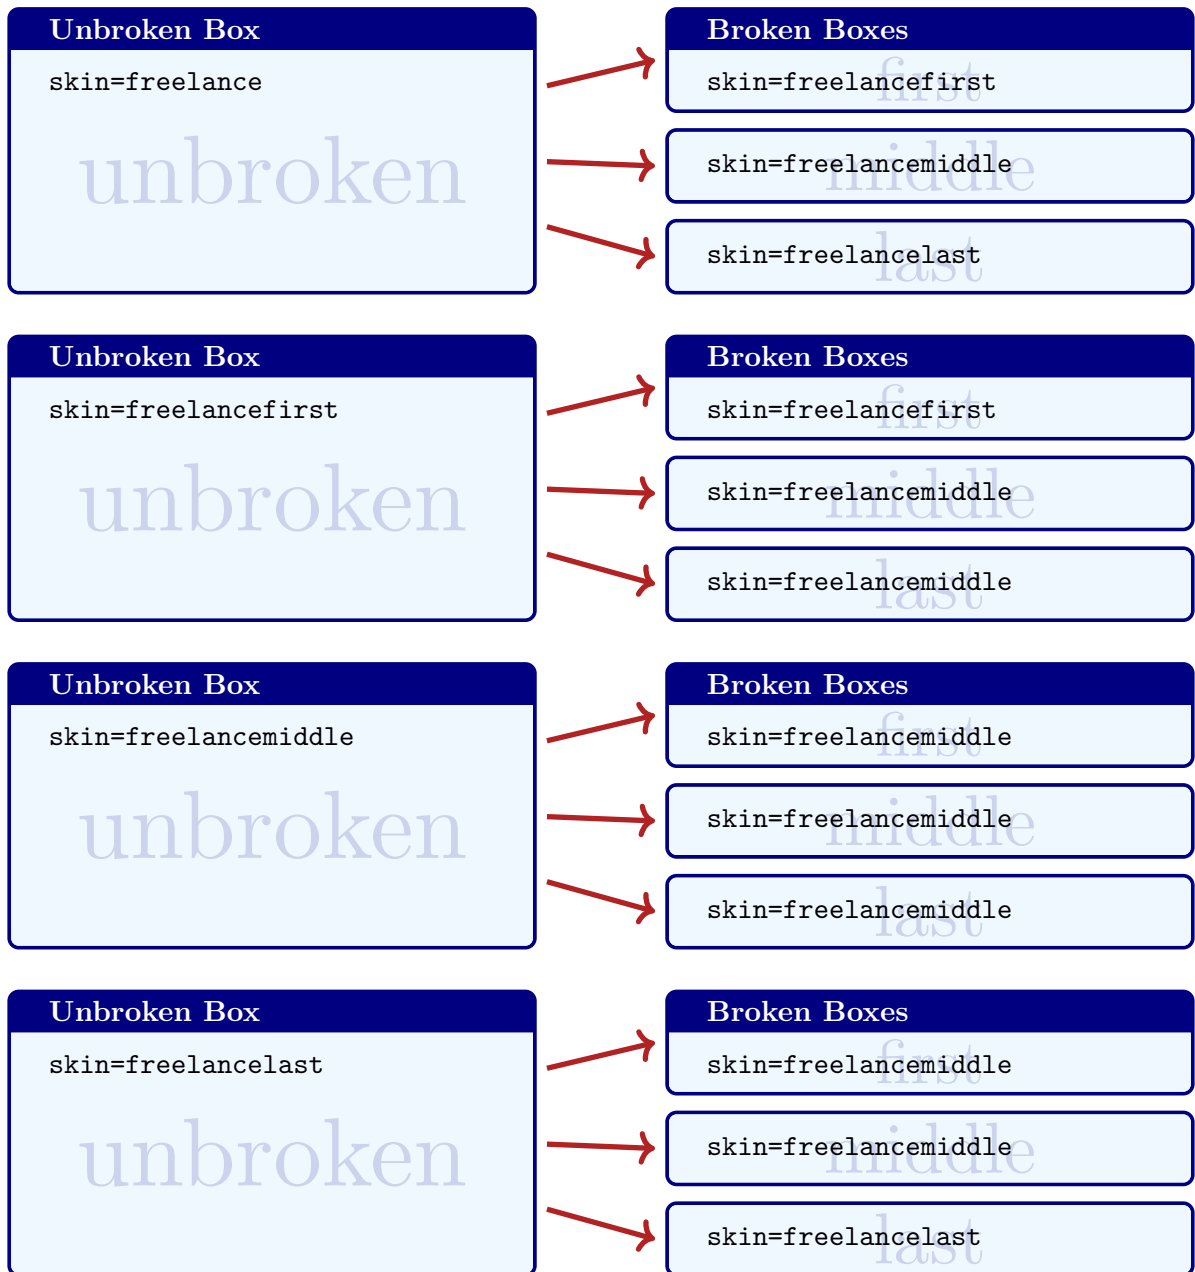 Unbroken Box
skin=freelance
unbroken
Broken Boxes
first
skin=freelancefirst
middle
skin=freelancemiddle
last
skin=freelancelast
Unbroken Box
skin=freelancefirst
unbroken
Broken Boxes
first
skin=freelancefirst
middle
skin=freelancemiddle
last
skin=freelancemiddle
Unbroken Box
skin=freelancemiddle
unbroken
Broken Boxes
first
skin=freelancemiddle
middle
skin=freelancemiddle
last
skin=freelancemiddle
Unbroken Box
skin=freelancelast
unbroken
Broken Boxes
first
skin=freelancemiddle
middle
skin=freelancemiddle
last
skin=freelancelast